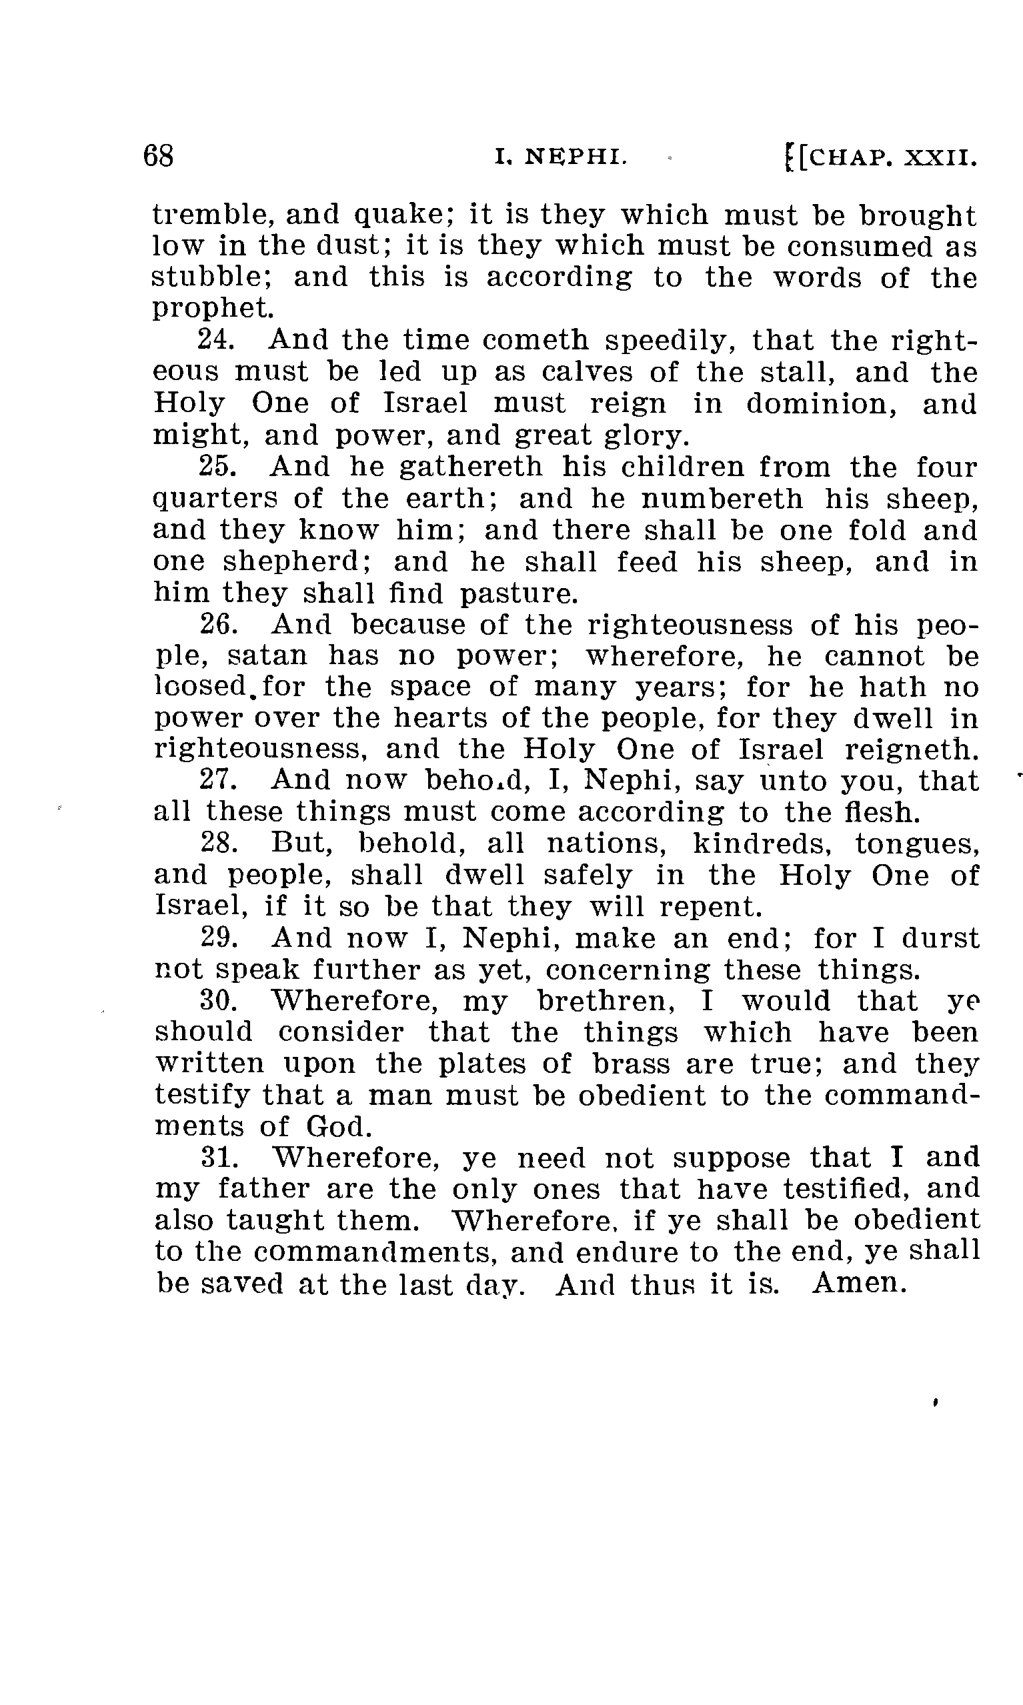 68 I. NEPHI. [CHAP. XXII.
tremble, and quake; it is they which must be brought
low in the dust; it is they which must be consumed as
stubble; and this is according to the words of the
prophet.
24. And the time cometh speedily, that the right-
eous must be led up as calves of the stall, and the
Holy One of Israel must reign in dominion, and
might, and power, and great glory.
25. And he gathereth his children from the four
quarters of the earth; and he numbereth his sheep,
and they know him; and there shall be one fold and
one shepherd; and he shall feed his sheep, and in
him they shall find pasture.
26. And because of the righteousness of his peo-
ple, satan has no power; wherefore, he cannot be
loosed for the space of many years; for he hath no
power over the hearts of the people, for they dwell in
righteousness, and the Holy One of Israel reigneth.
27. And now behold, I, Nephi, say unto you, that
all these things must come according to the flesh.
28. But, behold, all nations, kindreds, tongues,
and people, shall dwell safely in the Holy One of
Israel, if it so be that they will repent.
29. And now I, Nephi, make an end; for I durst
not speak further as yet, concerning these things.
30. Wherefore, my brethren, I would that ye
should consider that the things which have been
written upon the plates of brass are true; and they
testify that a man must be obedient to the command-
ments of God.
31. Wherefore, ye need not suppose that I and
my father are the only ones that have testified, and
also taught them. Wherefore, if ye shall be obedient
to the commandments, and endure to the end, ye shall
be saved at the last day. And thus it is. Amen.